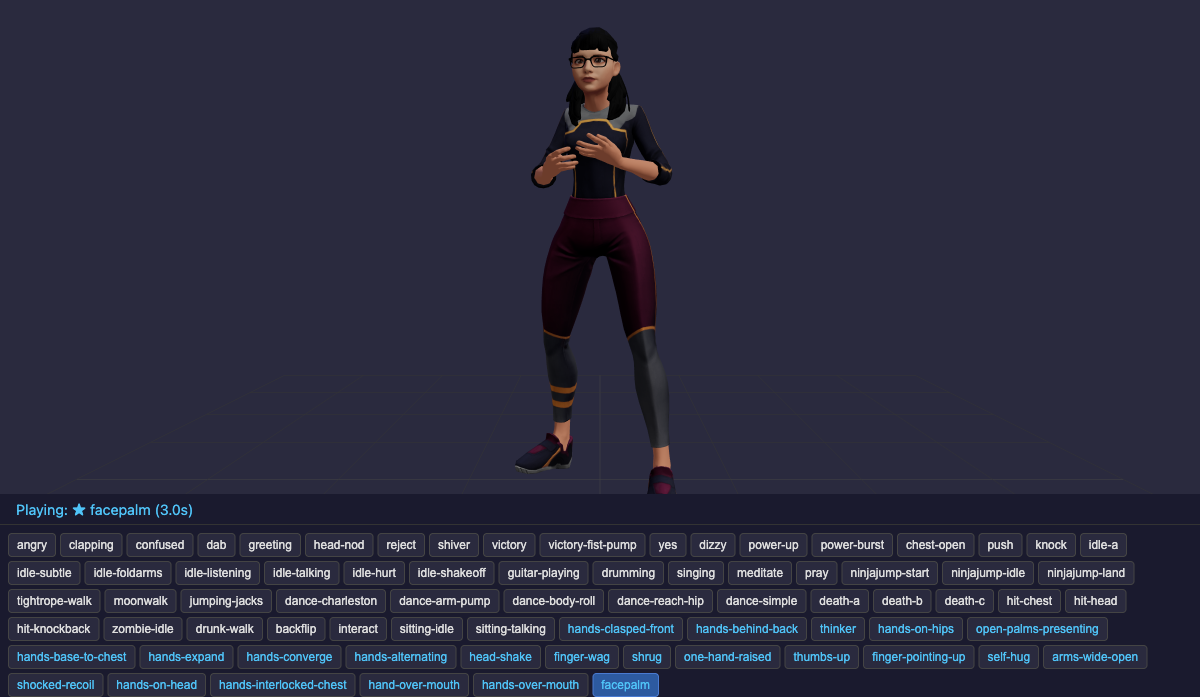 Playing: ★ facepalm (3.0s)
angry clapping confused dab greeting head-nod reject shiver victory victory-fist-pump yes dizzy power-up power-burst chest-open push knock idle-a
idle-subtle idle-foldarms idle-listening idle-talking idle-hurt idle-shakeoff guitar-playing drumming singing meditate pray ninjajump-start ninjajump-idle ninjajump-land
tightrope-walk moonwalk jumping-jacks dance-charleston dance-arm-pump dance-body-roll dance-reach-hip dance-simple death-a death-b death-c hit-chest hit-head
hit-knockback zombie-idle drunk-walk backflip interact sitting-idle sitting-talking hands-clasped-front hands-behind-back thinker hands-on-hips open-palms-presenting
hands-base-to-chest hands-expand hands-converge hands-alternating head-shake finger-wag shrug one-hand-raised thumbs-up finger-pointing-up self-hug arms-wide-open
shocked-recoil hands-on-head hands-interlocked-chest hand-over-mouth hands-over-mouth facepalm